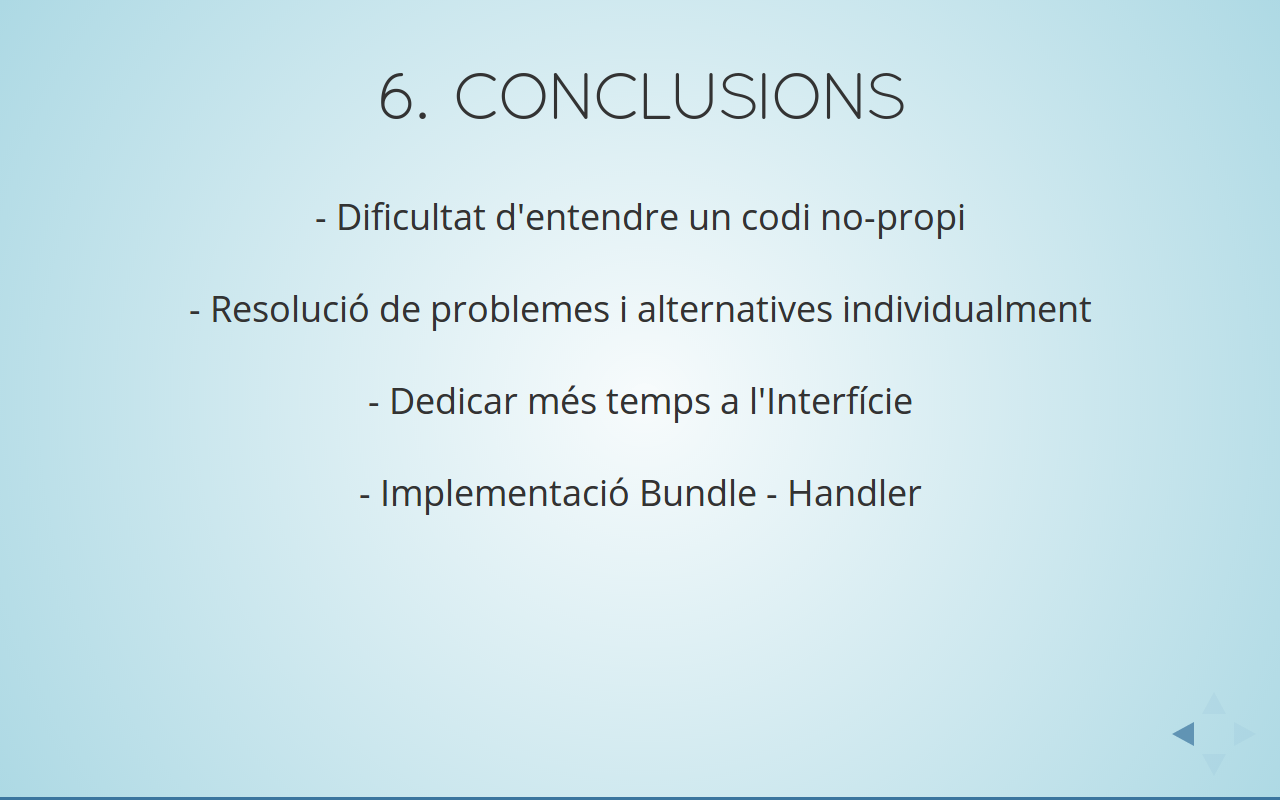 6. CONCLUSIONS
- Dificultat d'entendre un codi no-propi
- Resolució de problemes i alternatives individualment
- Dedicar més temps a l'Interfície
- Implementació Bundle - Handler